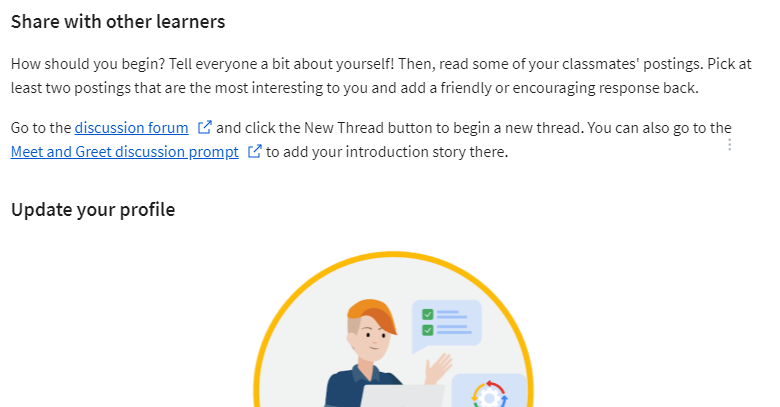 Share with other learners
How should you begin? Tell everyone a bit about yourself! Then, read some of your classmates' postings. Pick at
least two postings that are the most interesting to you and add a friendly or encouraging response back.
Go to the discussion forum and click the New Thread button to begin a new thread. You can also go to the
Meet and Greet discussion prompt to add your introduction story there.
Update your profile